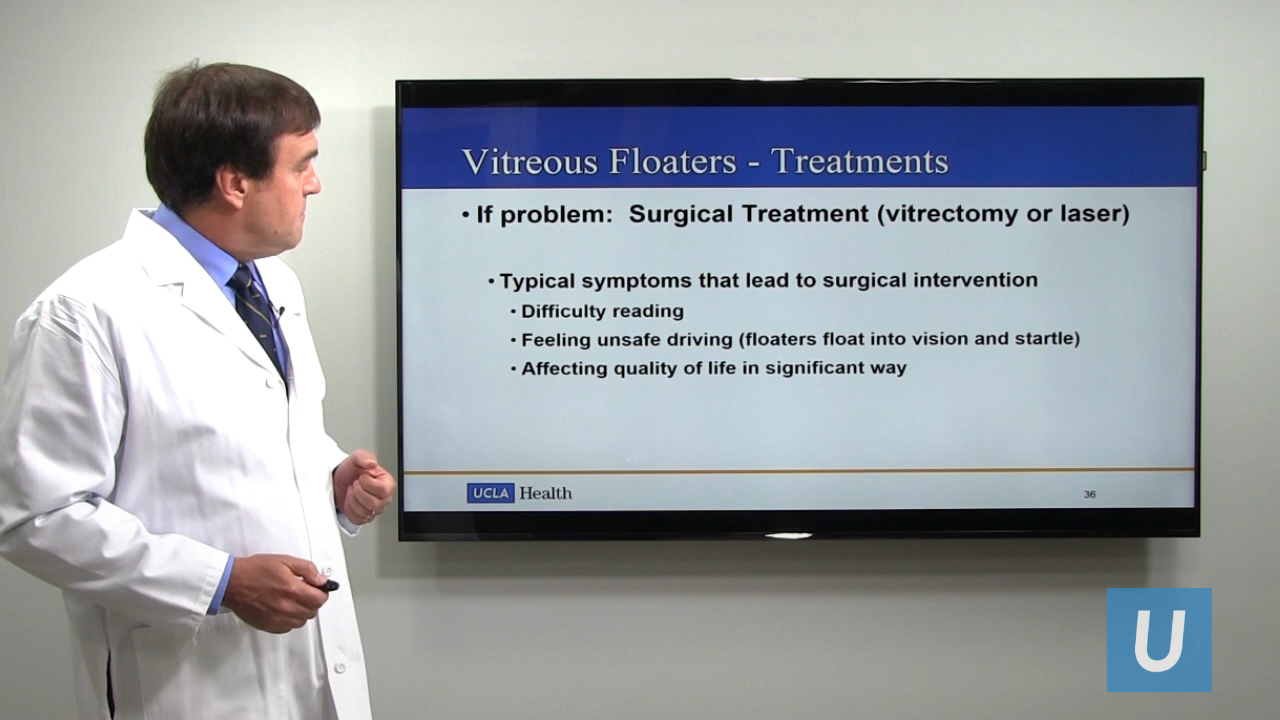 Vitreous Floaters - Treatments
• If problem: Surgical Treatment (vitrectomy or laser)
• Typical symptoms that lead to surgical intervention
• Difficulty reading
• Feeling unsafe driving (floaters float into vision and startle)
• Affecting quality of life in significant way
UCLA Health
36
U